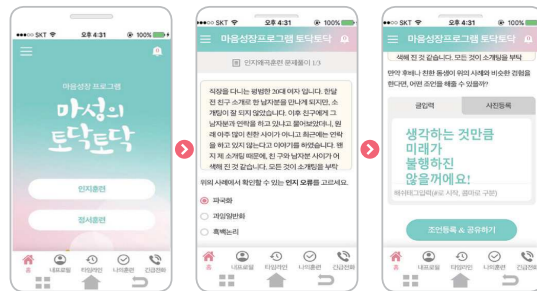 SKT 오후 4:31 100%
마음성장 프로그램
마성의
토닥토닥
인지훈련
정서훈련
홈 내프로필 타임라인 나의훈련 긴급전화
SKT 오후 4:31 100%
마음성장프로그램 토닥토닥
인지왜곡훈련 문제풀이 1/3
직장을 다니는 평범한 20대 여자 입니다. 한달
전 친구 소개로 한 남자분을 만나게 되지만, 소
개팅이 잘 되지 않았습니다. 이후 친구에게 그
남자분과 연락을 하고 있냐고 물어보았더니, 원
래 아주 많이 친한 사이가 아니고 최근에는 연락
을 하고 있지 않는다고 이야기를 하였습니다. 왠
지 제 소개팅 때문에, 친구와 남자분 사이가 어
색해 진 것 같습니다. 모든 것이 소개팅을 부탁
위의 사례에서 확인할 수 있는 인지 오류를 고르세요.
파국화
과잉일반화
흑백논리
홈 내프로필 타임라인 나의훈련 긴급전화
SKT 오후 4:31 100%
마음성장프로그램 토닥토닥
색해 진 것 같습니다. 모든 것이 소개팅을 부탁
만약 후배나 친한 동생이 위의 사례와 비슷한 경험을
한다면, 어떤 조언을 해줄 수 있을까?
글입력 사진등록
생각하는 것만큼
미래가
불행하진
않을꺼에요!
해쉬태그입력(#로 시작, 콤마로 구분)
조언등록 & 공유하기
홈 내프로필 타임라인 나의훈련 긴급전화